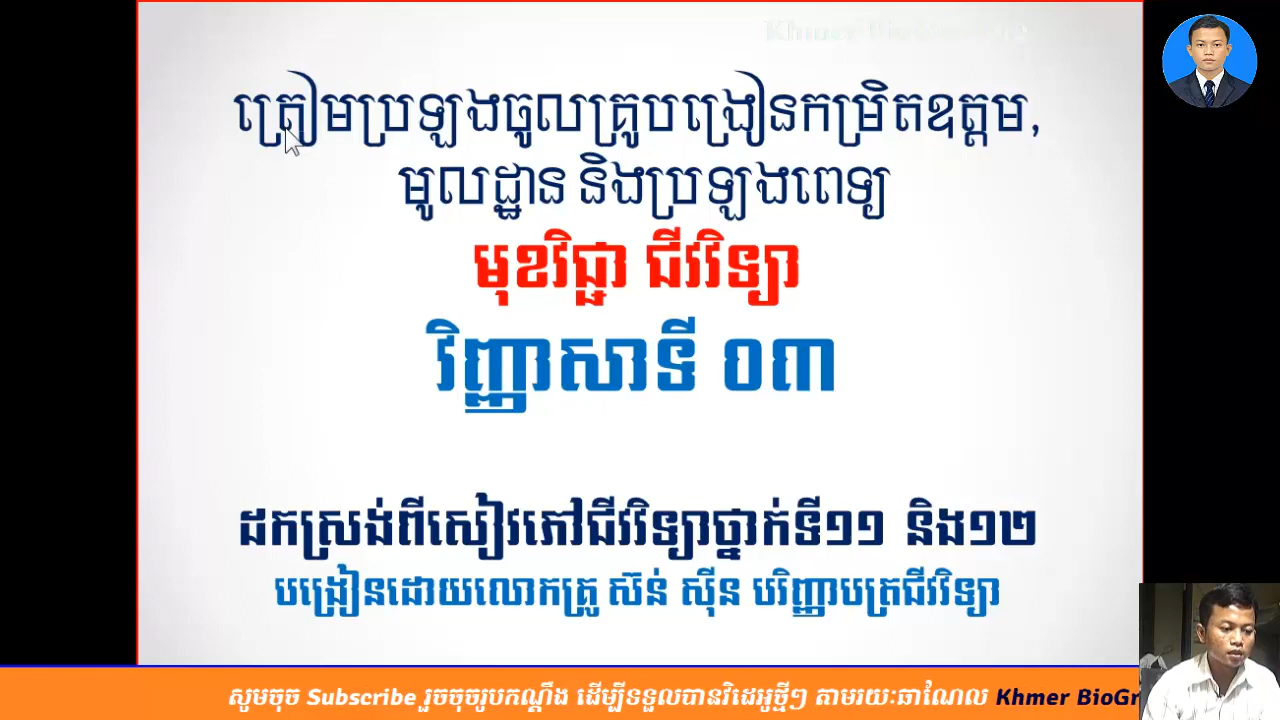 ត្រៀមប្រឡងចូលគ្រូបង្រៀនកម្រិតឧត្តម,
មូលដ្ឋាន និងប្រឡងពេទ្យ
មុខវិជ្ជា ជីវវិទ្យា
វិញ្ញាសាទី ០៣
ដកស្រង់ពីសៀវភៅជីវវិទ្យាថ្នាក់ទី១១ និង១២
បង្រៀនដោយលោកគ្រូ ស៊ន់ ស៊ីន បរិញ្ញាបត្រជីវវិទ្យា
សូមចុច Subscribe រួចចុចរូបកណ្ដឹង ដើម្បីទទួលបានវិដេអូថ្មីៗ តាមរយៈឆាណែល Khmer BioGr